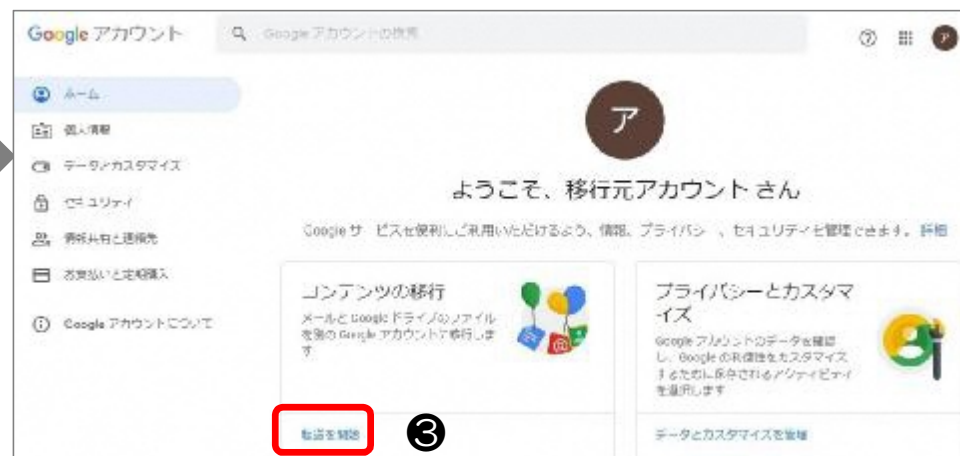 Google アカウント
Google アカウントの検索
ア
ホーム
個人情報
データとカスタマイズ
セキュリティ
情報共有と連絡先
お支払いと定期購入
Google アカウントについて
ア
ようこそ、移行元アカウント さん
Google サービスを便利にご利用いただけるよう、情報、プライバシー、セキュリティを管理できます。詳細
コンテンツの移行
メールと Google ドライブのファイル
を別の Google アカウントに移行しま
す
転送を開始
❸
プライバシーとカスタマ
イズ
Google アカウントのデータを確認
し、Google の利便性をカスタマイズ
するために保存されるアクティビティ
を選択します
データとカスタマイズを管理